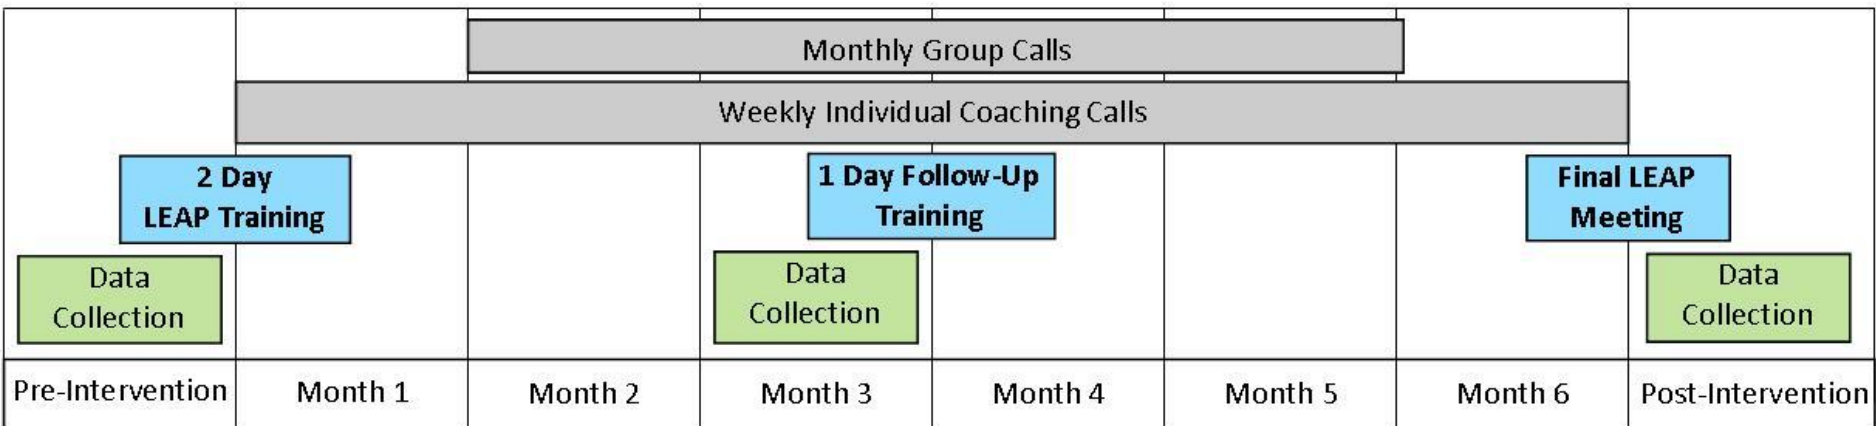 Monthly Group Calls
Weekly Individual Coaching Calls
2 Day
LEAP Training
1 Day Follow-Up
Training
Final LEAP
Meeting
Data
Collection
Data
Collection
Data
Collection
Pre-Intervention
Month 1
Month 2
Month 3
Month 4
Month 5
Month 6
Post-Intervention